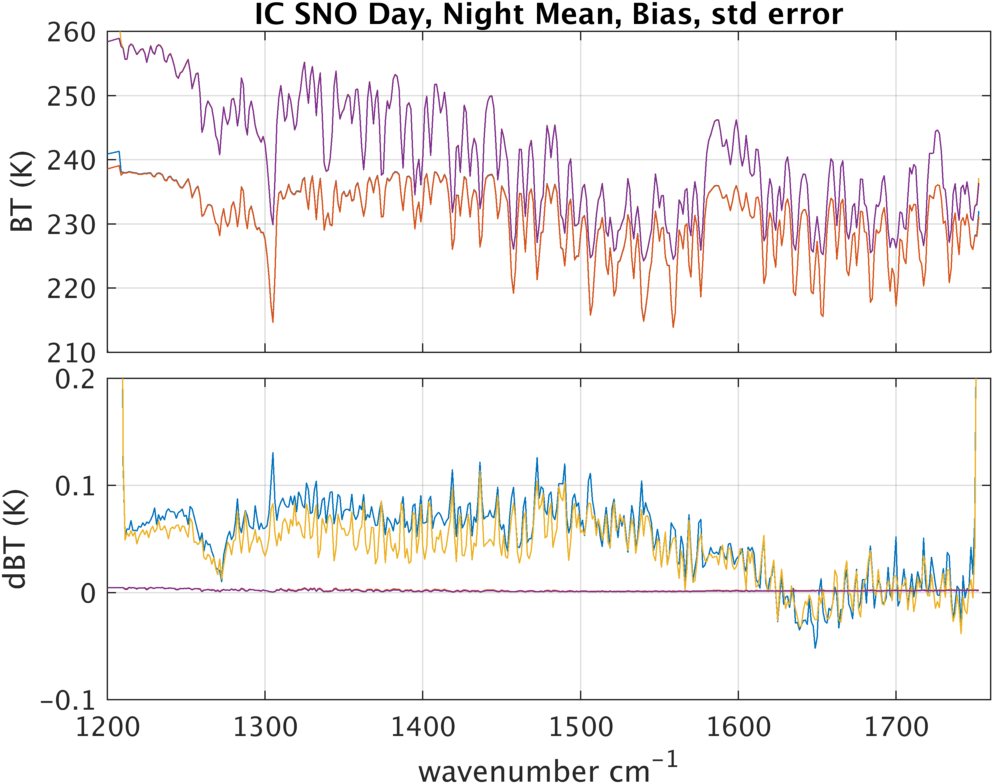 IC SNO Day, Night Mean, Bias, std error
260
250
240
230
220
210
BT (K)
0.2
0.1
0
−0.1
dBT (K)
1200 1300 1400 1500 1600 1700
wavenumber cm⁻¹